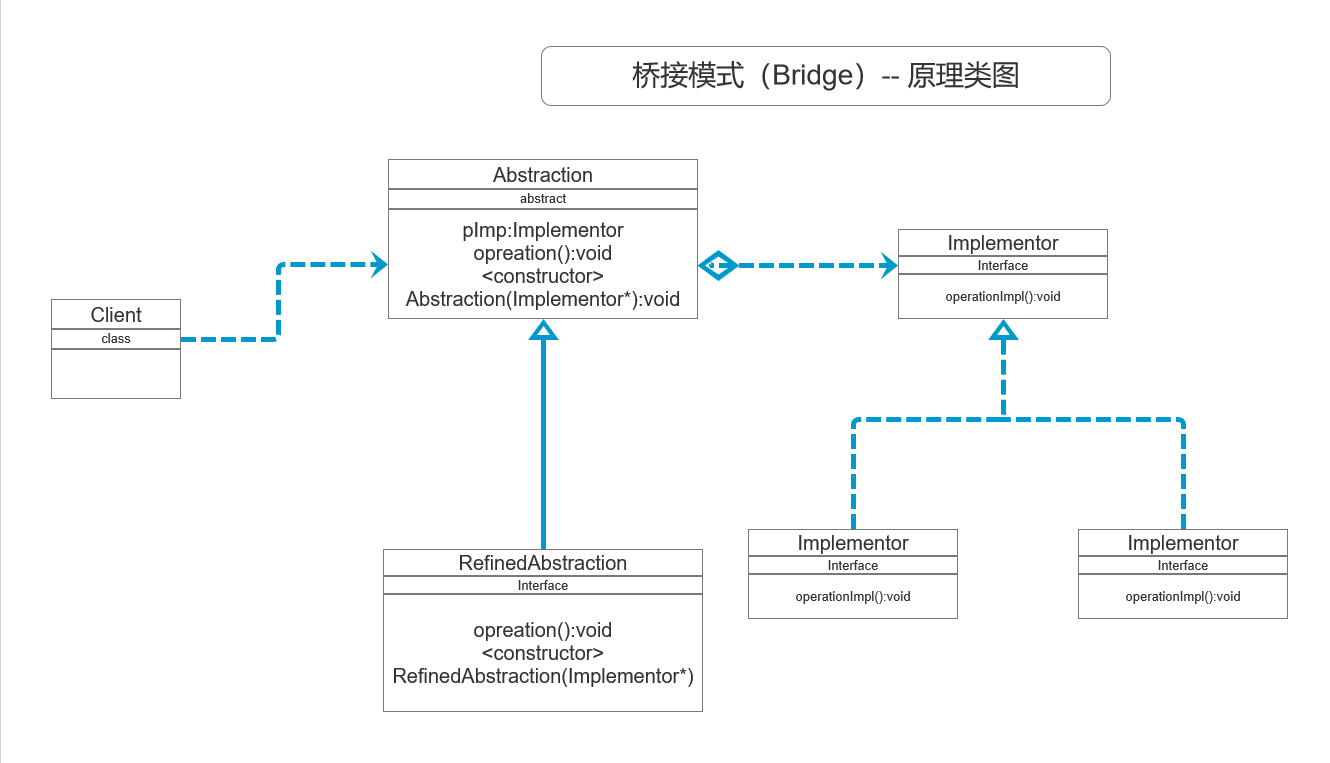 桥接模式（Bridge）-- 原理类图
Abstraction
abstract
pImp:Implementor
opreation():void
<constructor>
Abstraction(Implementor*):void
Implementor
Interface
operationImpl():void
Client
class
RefinedAbstraction
Interface
opreation():void
<constructor>
RefinedAbstraction(Implementor*)
Implementor
Interface
operationImpl():void
Implementor
Interface
operationImpl():void